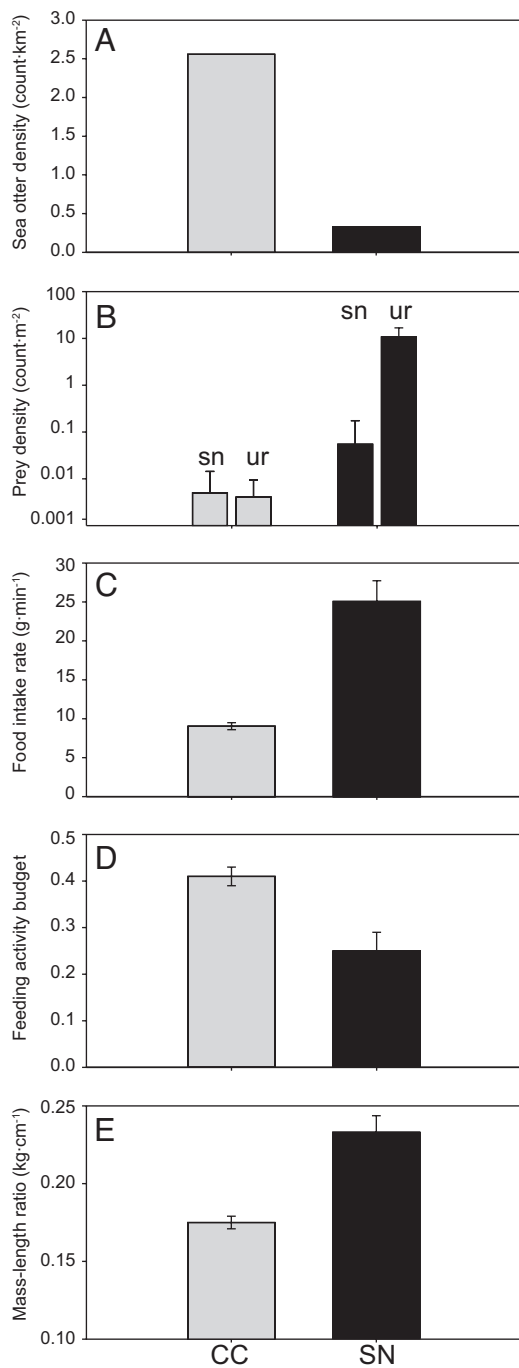 A
Sea otter density (count·km⁻²)
3.0
2.5
2.0
1.5
1.0
0.5
0.0
B
Prey density (count·m⁻²)
100
10
1
0.1
0.01
0.001
sn ur
sn ur
C
Food intake rate (g·min⁻¹)
30
25
20
15
10
5
0
D
Feeding activity budget
0.5
0.4
0.3
0.2
0.1
0.0
E
Mass-length ratio (kg·cm⁻¹)
0.25
0.20
0.15
0.10
CC SN